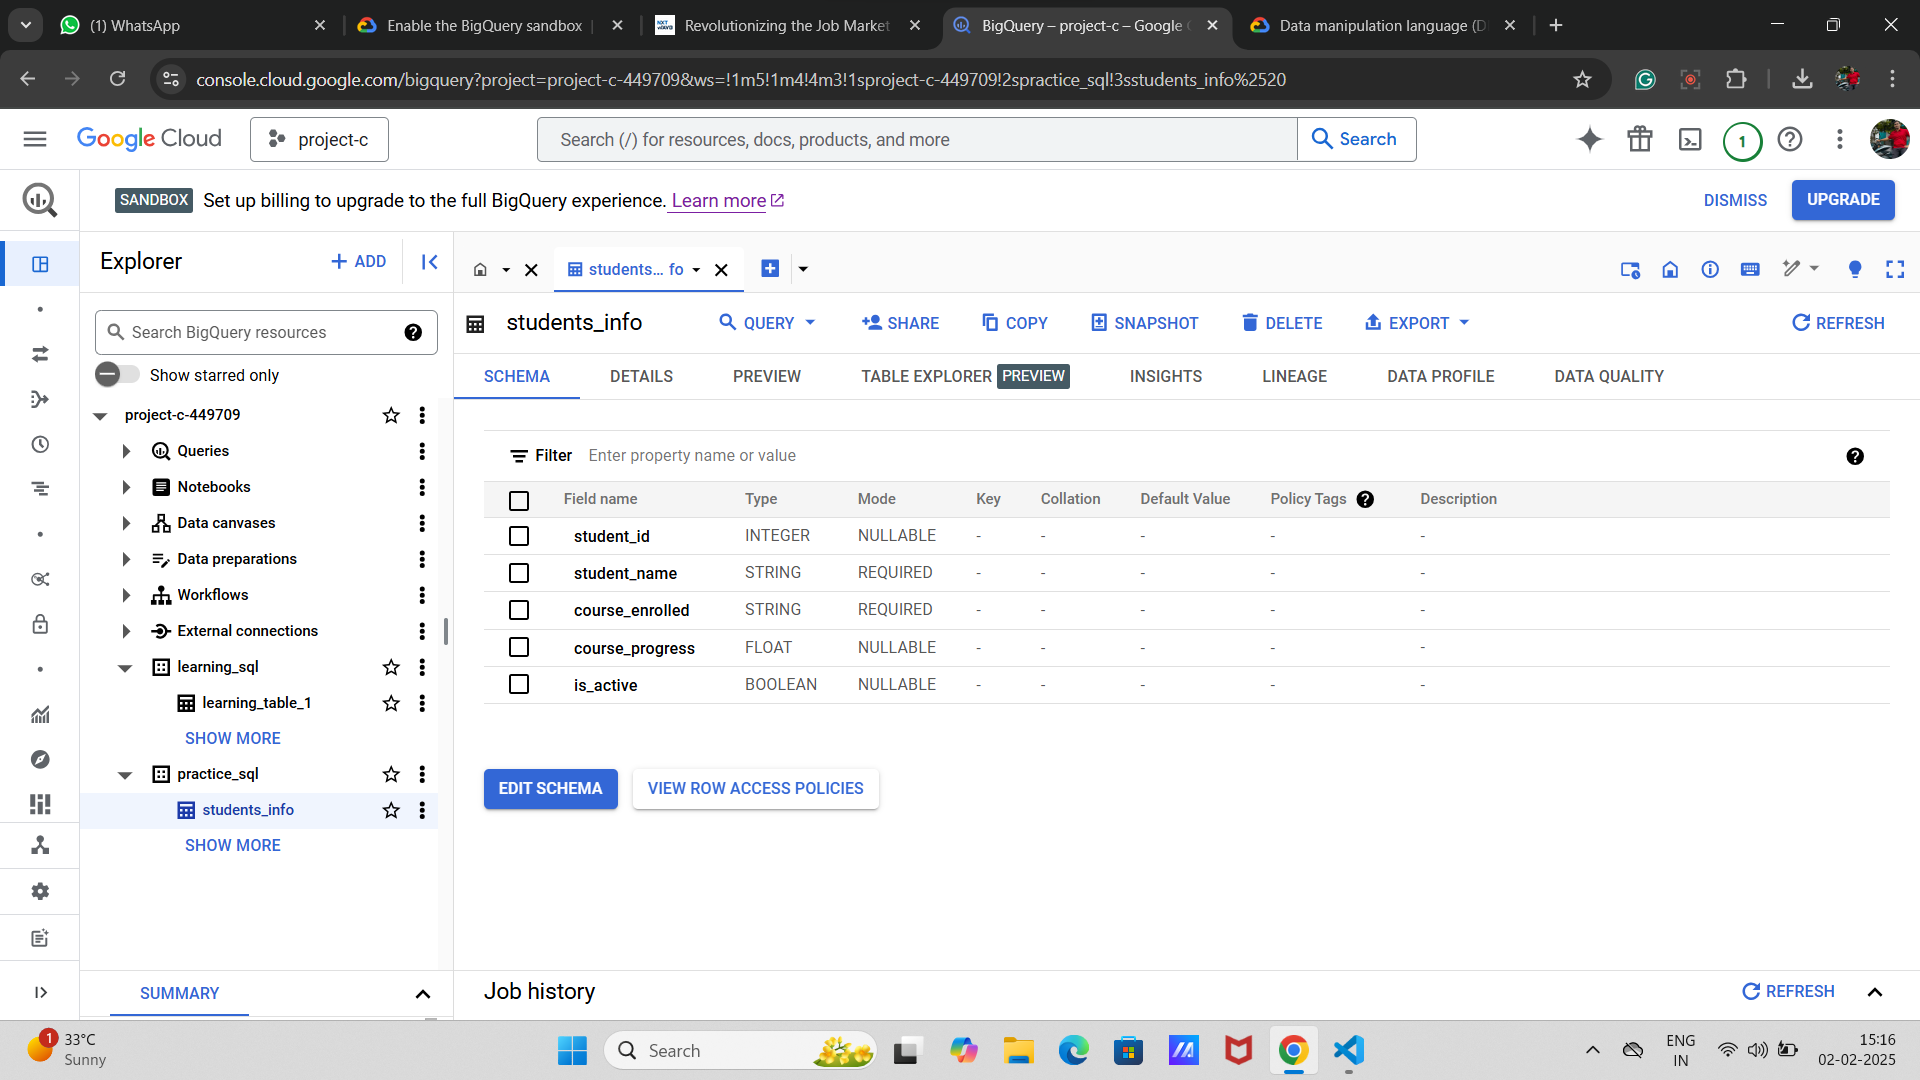 (1) WhatsApp
Enable the BigQuery sandbox
Revolutionizing the Job Market
BigQuery – project-c – Google
Data manipulation language (D
console.cloud.google.com/bigquery?project=project-c-449709&ws=!1m5!1m4!4m3!1sproject-c-449709!2spractice_sql!3sstudents_info%2520
Google Cloud
project-c
Search (/) for resources, docs, products, and more
Search
1
SANDBOX Set up billing to upgrade to the full BigQuery experience. Learn more
DISMISS
UPGRADE
Explorer
+ ADD
students... fo
Search BigQuery resources
Show starred only
students_info
QUERY
SHARE
COPY
SNAPSHOT
DELETE
EXPORT
REFRESH
SCHEMA
DETAILS
PREVIEW
TABLE EXPLORER PREVIEW
INSIGHTS
LINEAGE
DATA PROFILE
DATA QUALITY
project-c-449709
Queries
Notebooks
Data canvases
Data preparations
Workflows
External connections
learning_sql
learning_table_1
SHOW MORE
practice_sql
students_info
SHOW MORE
SUMMARY
Filter Enter property name or value
Field name Type Mode Key Collation Default Value Policy Tags Description
student_id INTEGER NULLABLE - - - - -
student_name STRING REQUIRED - - - - -
course_enrolled STRING REQUIRED - - - - -
course_progress FLOAT NULLABLE - - - - -
is_active BOOLEAN NULLABLE - - - - -
EDIT SCHEMA
VIEW ROW ACCESS POLICIES
Job history
REFRESH
1
33°C
Sunny
Search
ENG
IN
15:16
02-02-2025